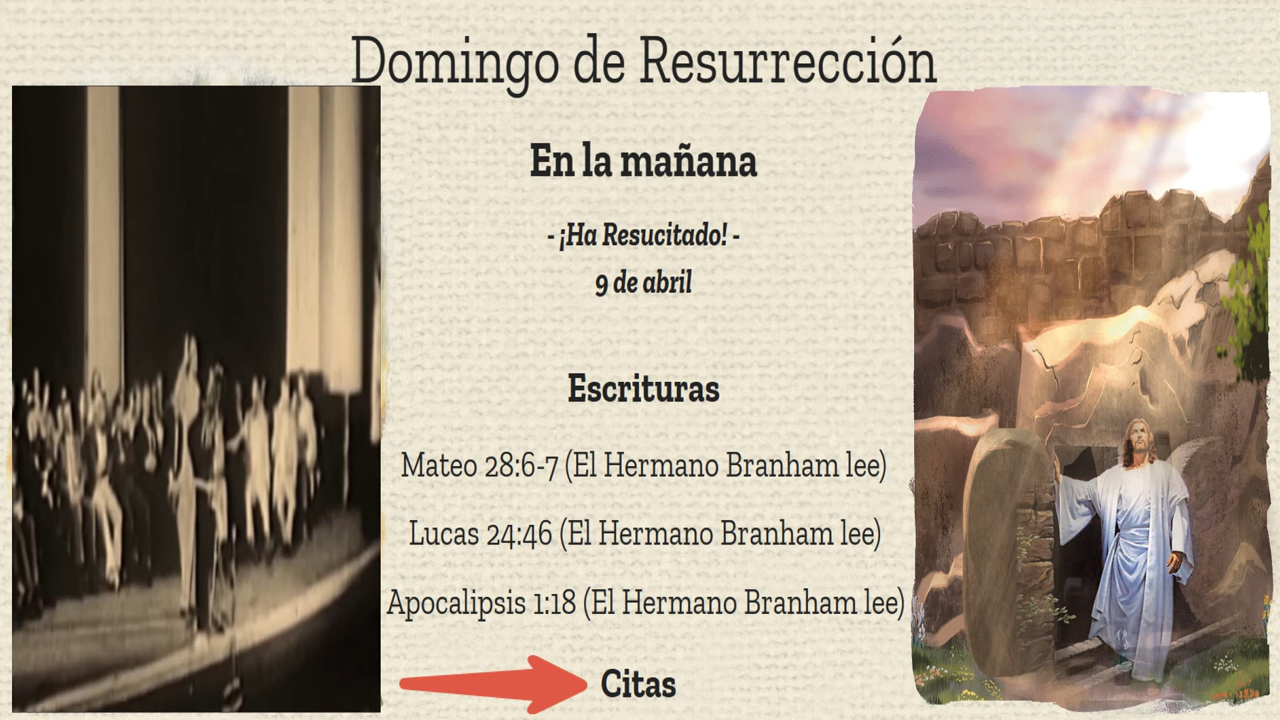 Domingo de Resurrección
En la mañana
- ¡Ha Resucitado! -
9 de abril
Escrituras
Mateo 28:6-7 (El Hermano Branham lee)
Lucas 24:46 (El Hermano Branham lee)
Apocalipsis 1:18 (El Hermano Branham lee)
Citas